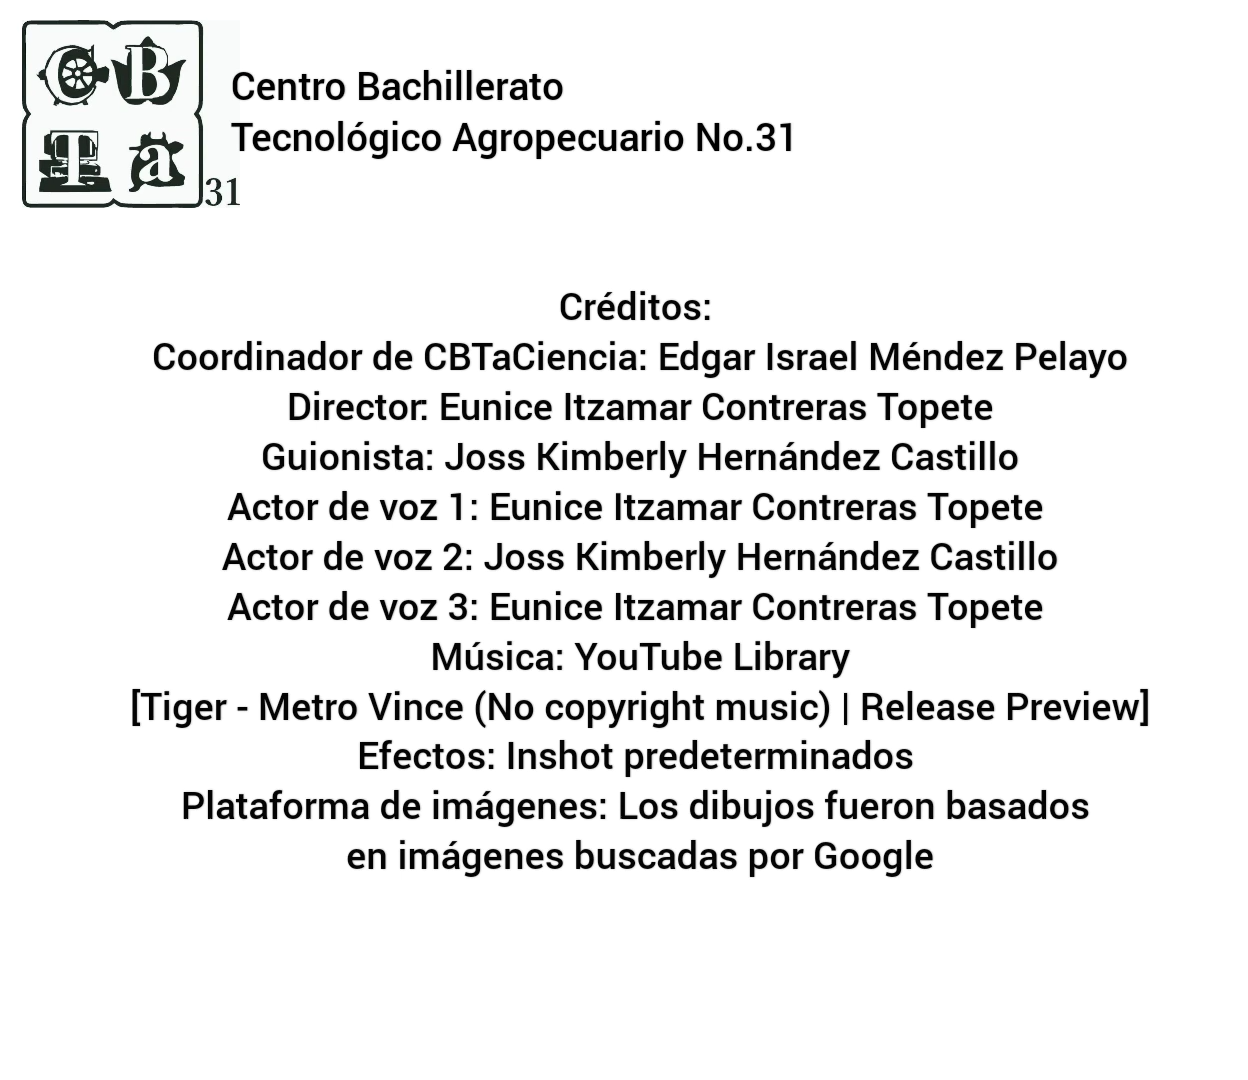 C B
T a
31
Centro Bachillerato
Tecnológico Agropecuario No.31
Créditos:
Coordinador de CBTaCiencia: Edgar Israel Méndez Pelayo
Director: Eunice Itzamar Contreras Topete
Guionista: Joss Kimberly Hernández Castillo
Actor de voz 1: Eunice Itzamar Contreras Topete
Actor de voz 2: Joss Kimberly Hernández Castillo
Actor de voz 3: Eunice Itzamar Contreras Topete
Música: YouTube Library
[Tiger - Metro Vince (No copyright music) | Release Preview]
Efectos: Inshot predeterminados
Plataforma de imágenes: Los dibujos fueron basados
en imágenes buscadas por Google